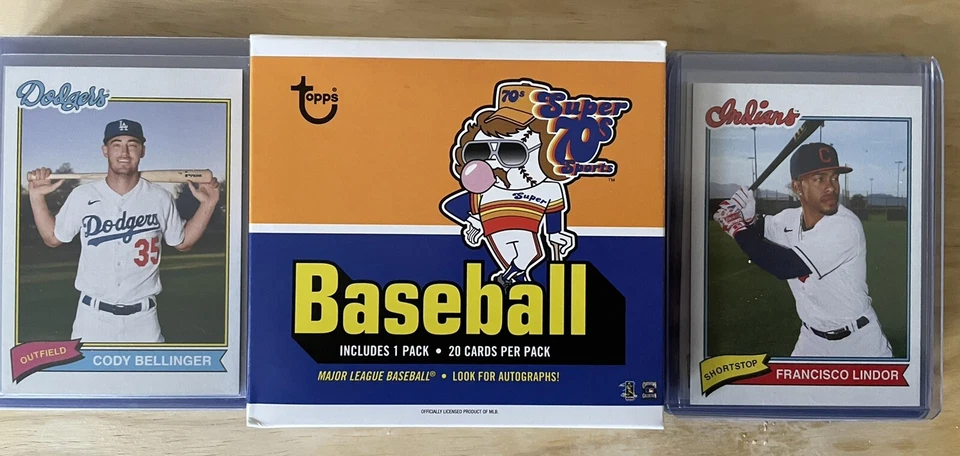 Dodgers
LA
Dodgers
35
OUTFIELD
CODY BELLINGER
topps®
70s
Super
70s
Sports™
Super
Baseball
INCLUDES 1 PACK • 20 CARDS PER PACK
MAJOR LEAGUE BASEBALL® • LOOK FOR AUTOGRAPHS!
OFFICIALLY LICENSED PRODUCT OF MLB.
Indians
C
SHORTSTOP
FRANCISCO LINDOR